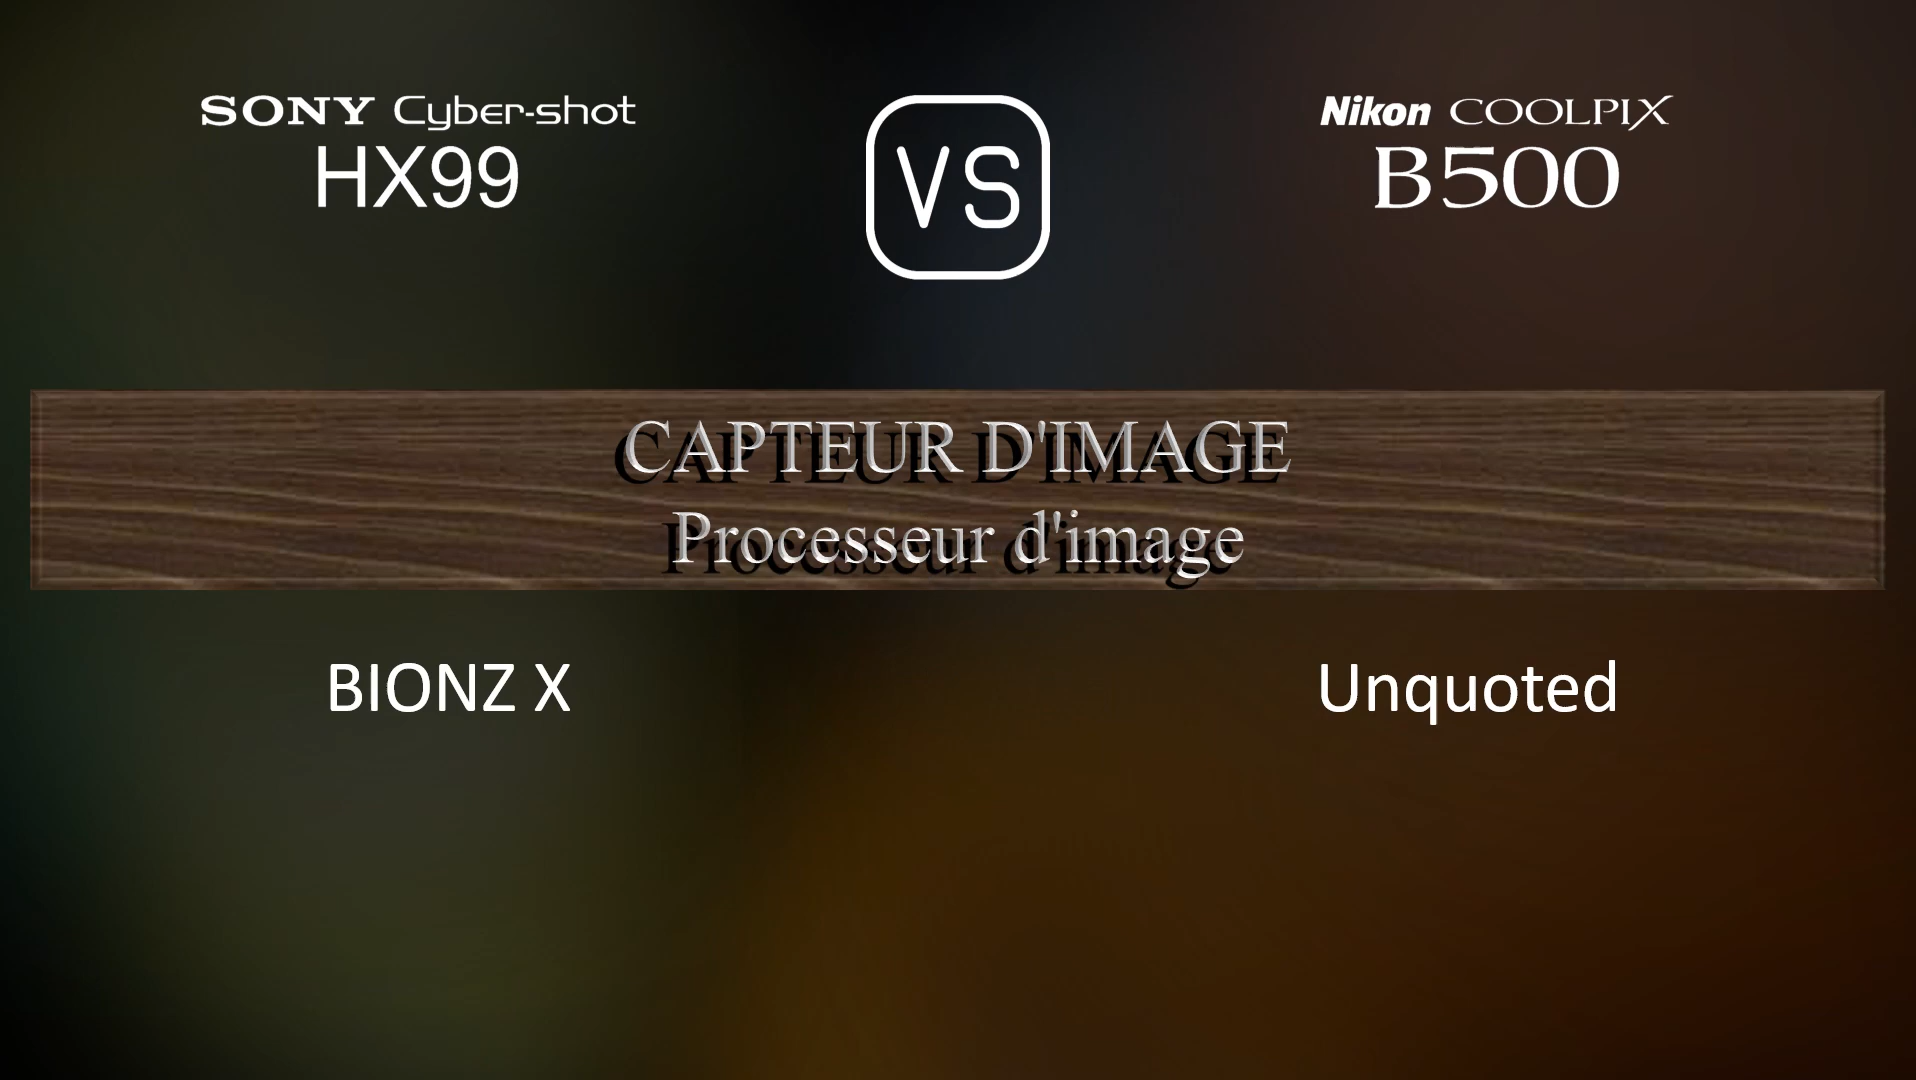 SONY Cyber-shot
HX99
VS
Nikon COOLPIX
B500
CAPTEUR D'IMAGE
Processeur d'image
BIONZ X
Unquoted